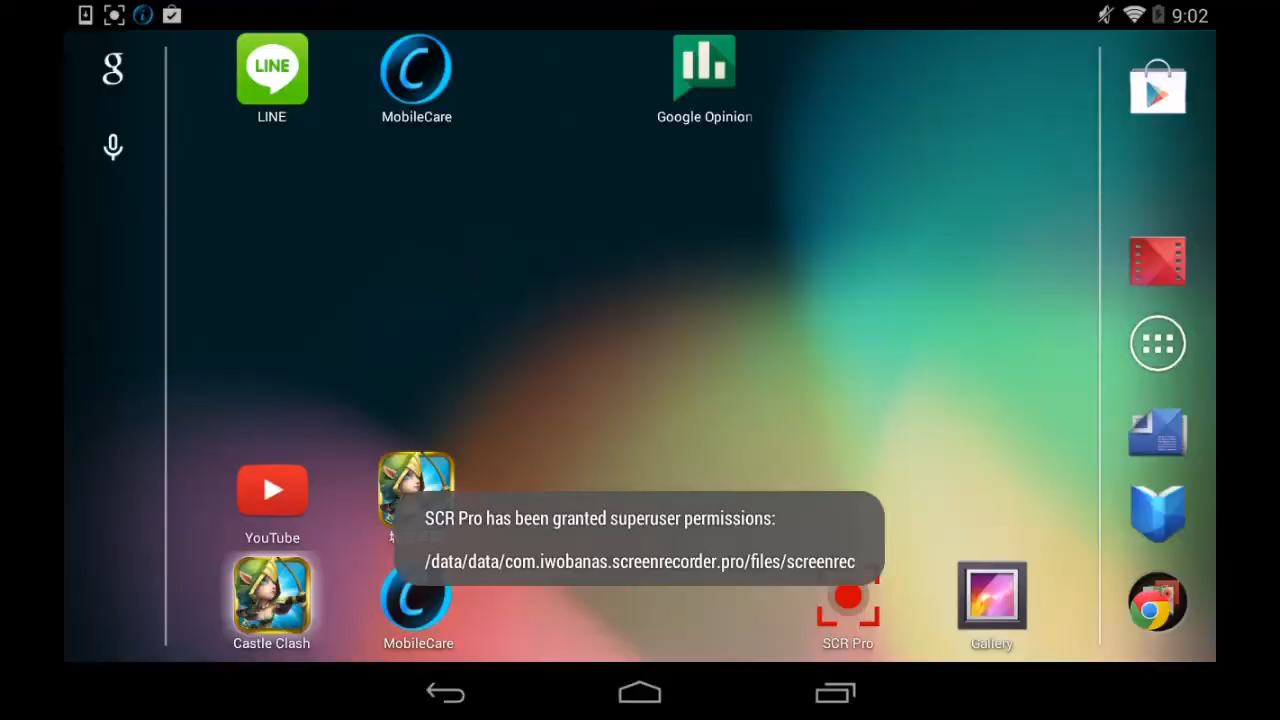 9:02
LINE
LINE
MobileCare
Google Opinion
YouTube
SCR Pro has been granted superuser permissions:
/data/data/com.iwobanas.screenrecorder.pro/files/screenrec
Castle Clash
MobileCare
SCR Pro
Gallery